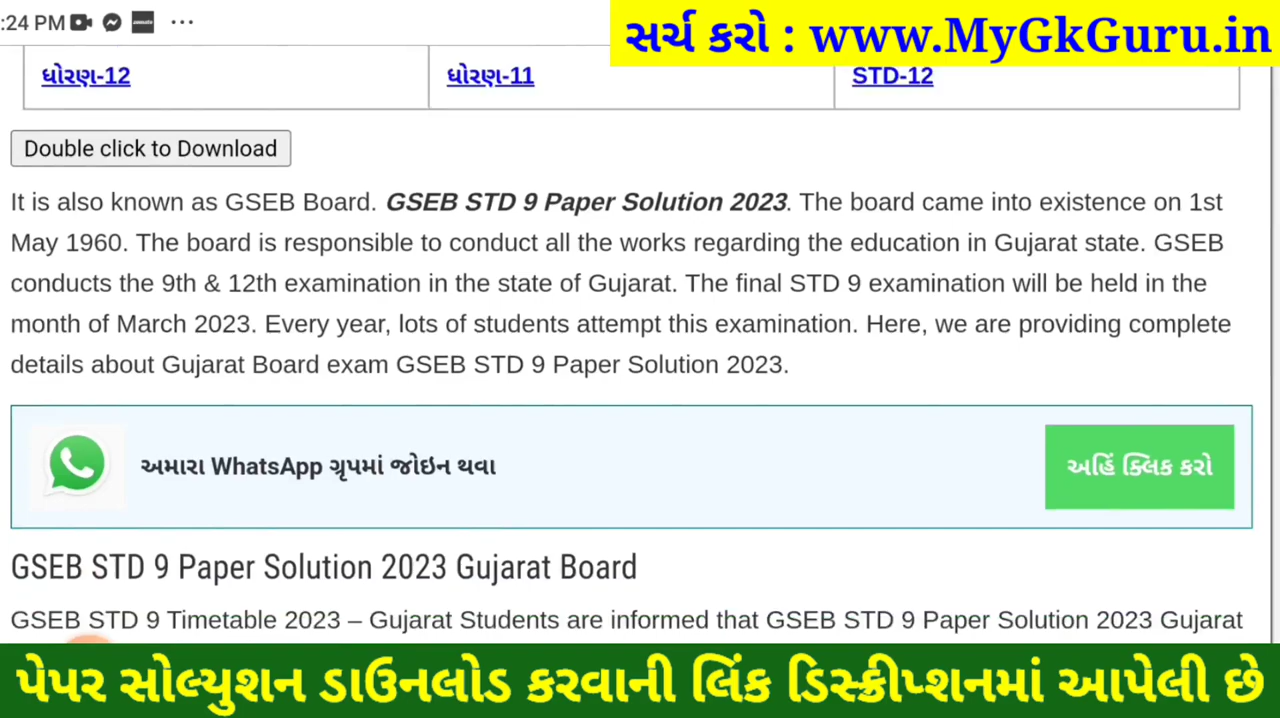 :24 PM
સર્ચ કરો : www.MyGkGuru.in
ધોરણ-12 ધોરણ-11 STD-12
Double click to Download
It is also known as GSEB Board. GSEB STD 9 Paper Solution 2023. The board came into existence on 1st
May 1960. The board is responsible to conduct all the works regarding the education in Gujarat state. GSEB
conducts the 9th & 12th examination in the state of Gujarat. The final STD 9 examination will be held in the
month of March 2023. Every year, lots of students attempt this examination. Here, we are providing complete
details about Gujarat Board exam GSEB STD 9 Paper Solution 2023.
અમારા WhatsApp ગ્રૂપમાં જોઇન થવા
અહિં ક્લિક કરો
GSEB STD 9 Paper Solution 2023 Gujarat Board
GSEB STD 9 Timetable 2023 – Gujarat Students are informed that GSEB STD 9 Paper Solution 2023 Gujarat
પેપર સોલ્યુશન ડાઉનલોડ કરવાની લિંક ડિસ્ક્રીપ્શનમાં આપેલી છે